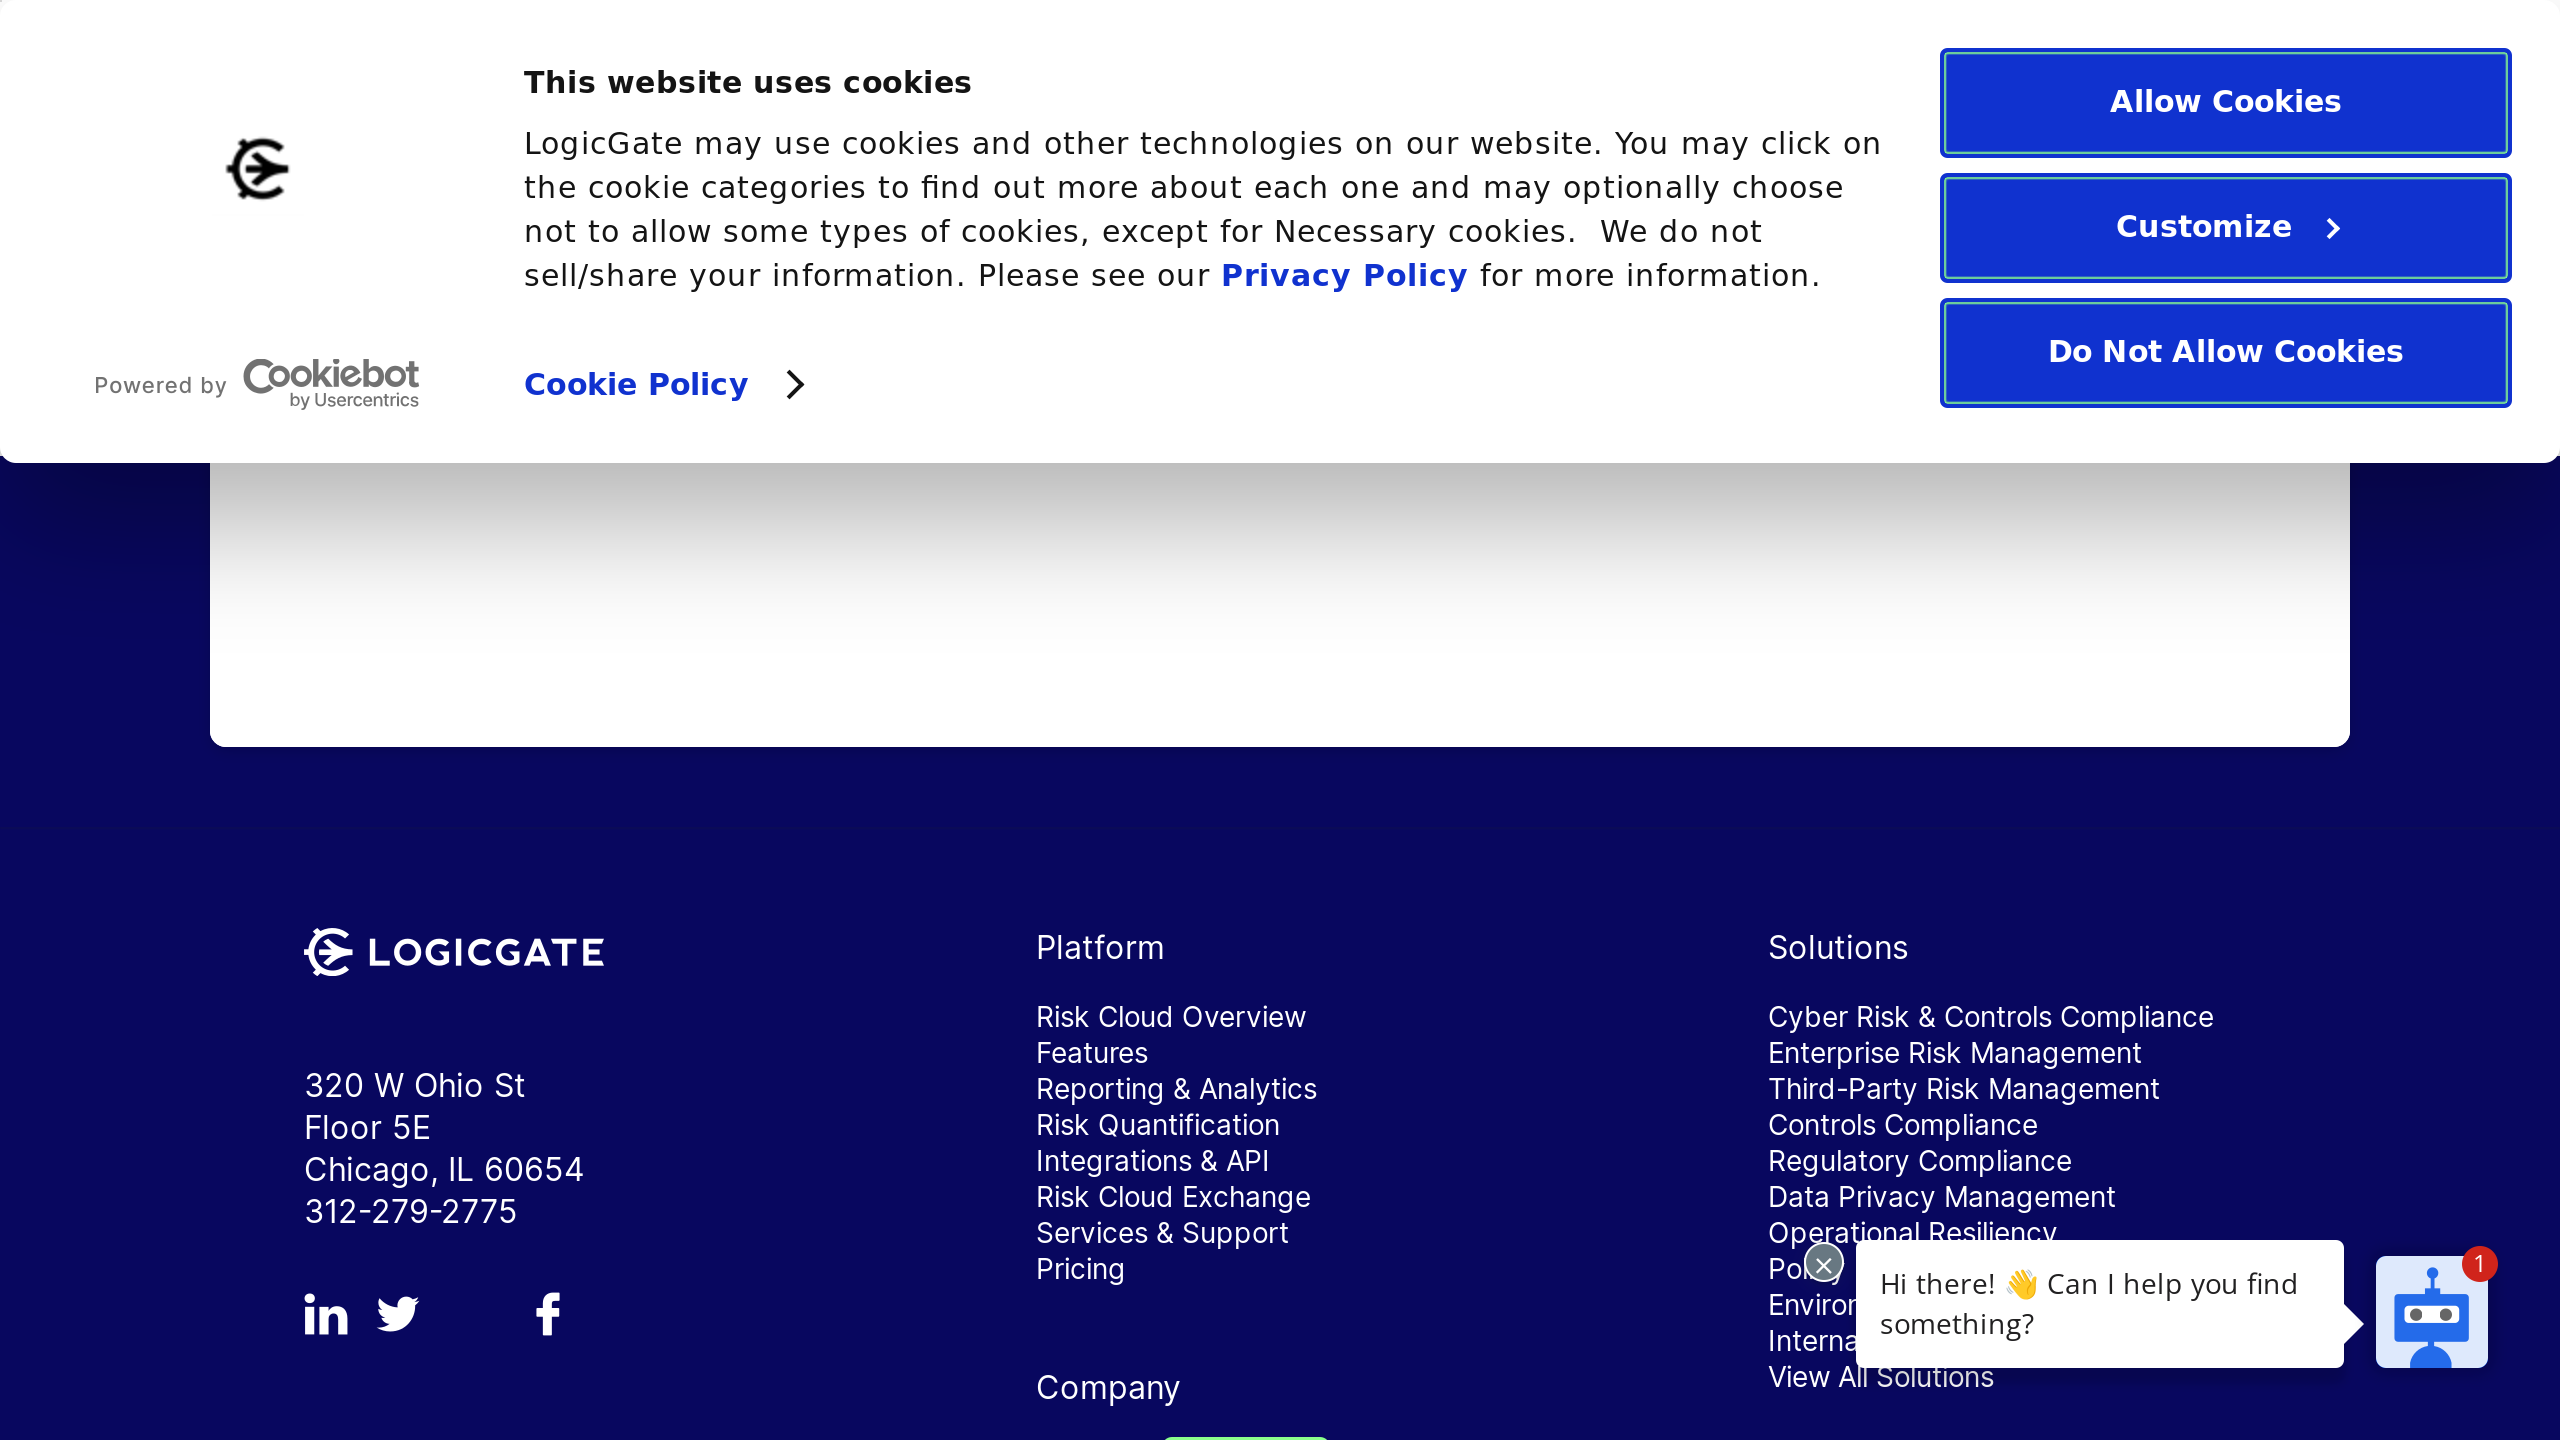 This website uses cookies
LogicGate may use cookies and other technologies on our website. You may click on
the cookie categories to find out more about each one and may optionally choose
not to allow some types of cookies, except for Necessary cookies.  We do not
sell/share your information. Please see our Privacy Policy for more information.
Powered by Cookiebot
by Usercentrics
Cookie Policy
Allow Cookies
Customize
Do Not Allow Cookies
LOGICGATE
320 W Ohio St
Floor 5E
Chicago, IL 60654
312-279-2775
Platform
Risk Cloud Overview
Features
Reporting & Analytics
Risk Quantification
Integrations & API
Risk Cloud Exchange
Services & Support
Pricing
Company
Solutions
Cyber Risk & Controls Compliance
Enterprise Risk Management
Third-Party Risk Management
Controls Compliance
Regulatory Compliance
Data Privacy Management
Operational Resiliency
View All Solutions
Hi there! 👋 Can I help you find
something?
1